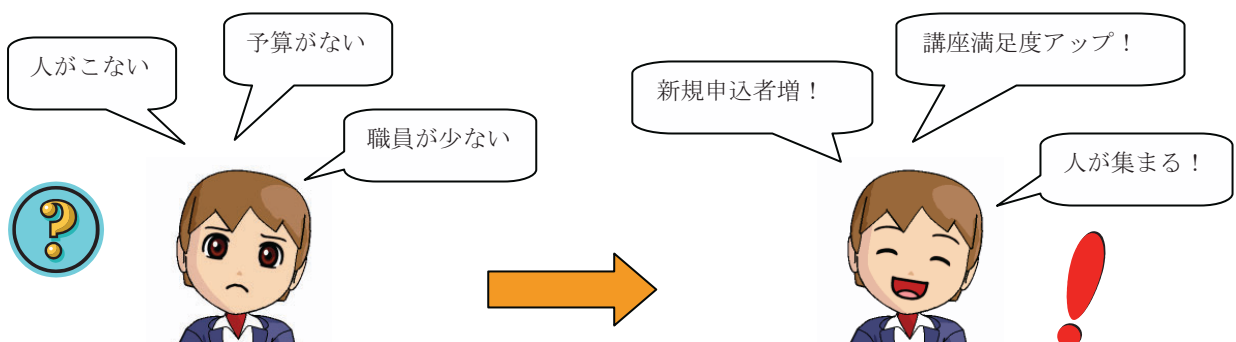 人がこない
予算がない
職員が少ない
新規申込者増！
講座満足度アップ！
人が集まる！